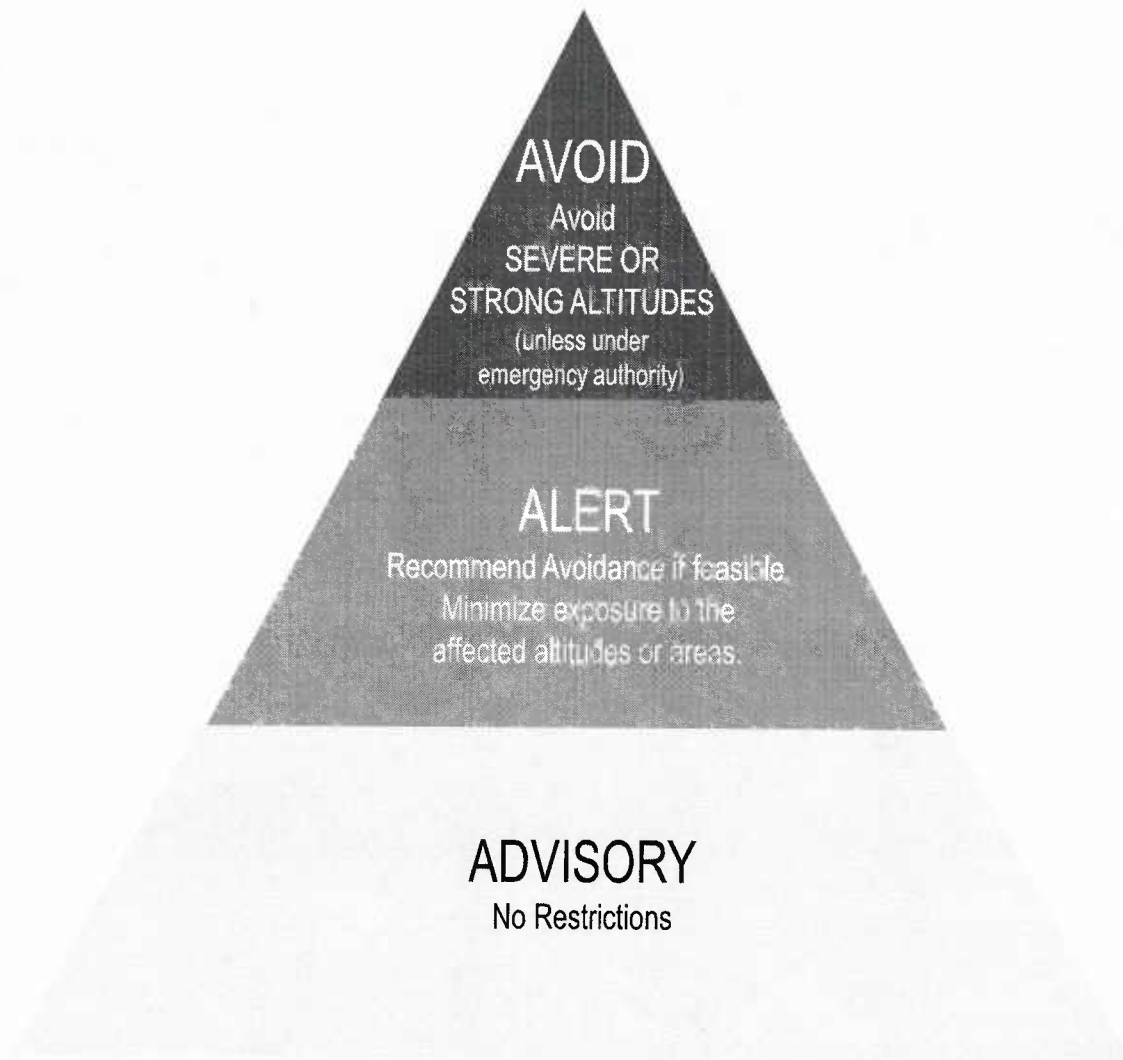 AVOID
Avoid
SEVERE OR
STRONG ALTITUDES
(unless under
emergency authority)
ALERT
Recommend Avoidance if feasible.
Minimize exposure to the
affected altitudes or areas.
ADVISORY
No Restrictions